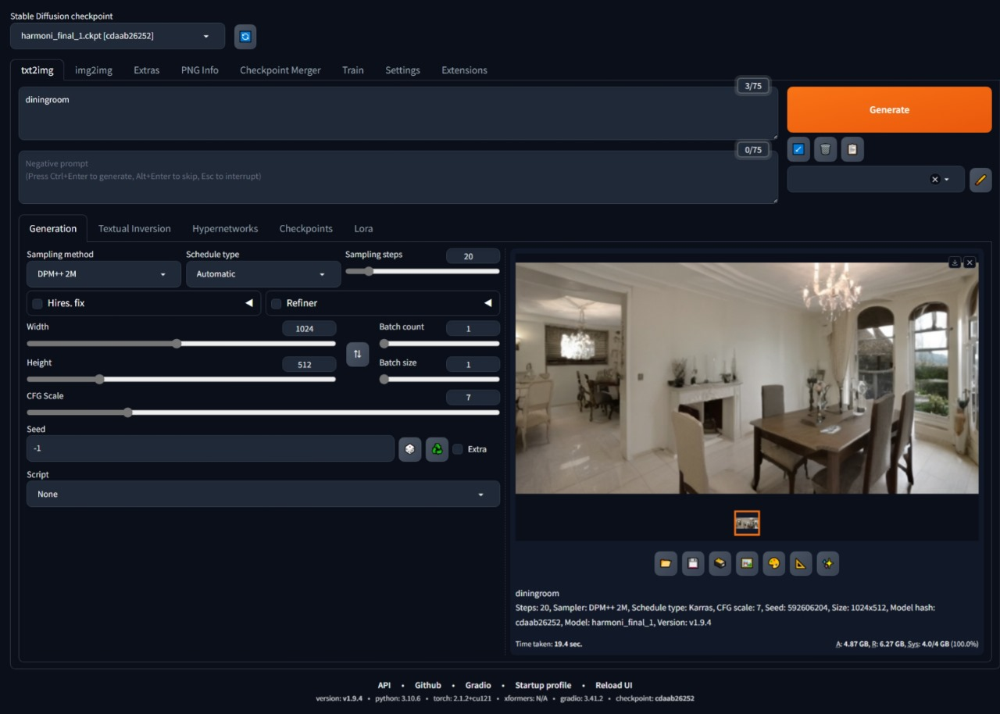 Stable Diffusion checkpoint
harmoni_final_1.ckpt [cdaab26252]
txt2img img2img Extras PNG Info Checkpoint Merger Train Settings Extensions
3/75
diningroom
Generate
0/75
Negative prompt
(Press Ctrl+Enter to generate, Alt+Enter to skip, Esc to interrupt)
Generation Textual Inversion Hypernetworks Checkpoints Lora
Sampling method Schedule type Sampling steps 20
DPM++ 2M Automatic
Hires. fix Refiner
Width 1024 Batch count 1
Height 512 Batch size 1
CFG Scale 7
Seed
-1 Extra
Script
None
diningroom
Steps: 20, Sampler: DPM++ 2M, Schedule type: Karras, CFG scale: 7, Seed: 592606204, Size: 1024x512, Model hash:
cdaab26252, Model: harmoni_final_1, Version: v1.9.4
Time taken: 19.4 sec. A: 4.87 GB, R: 6.27 GB, Sys: 4.0/4 GB (100.0%)
API • Github • Gradio • Startup profile • Reload UI
version: v1.9.4 • python: 3.10.6 • torch: 2.1.2+cu121 • xformers: N/A • gradio: 3.41.2 • checkpoint: cdaab26252